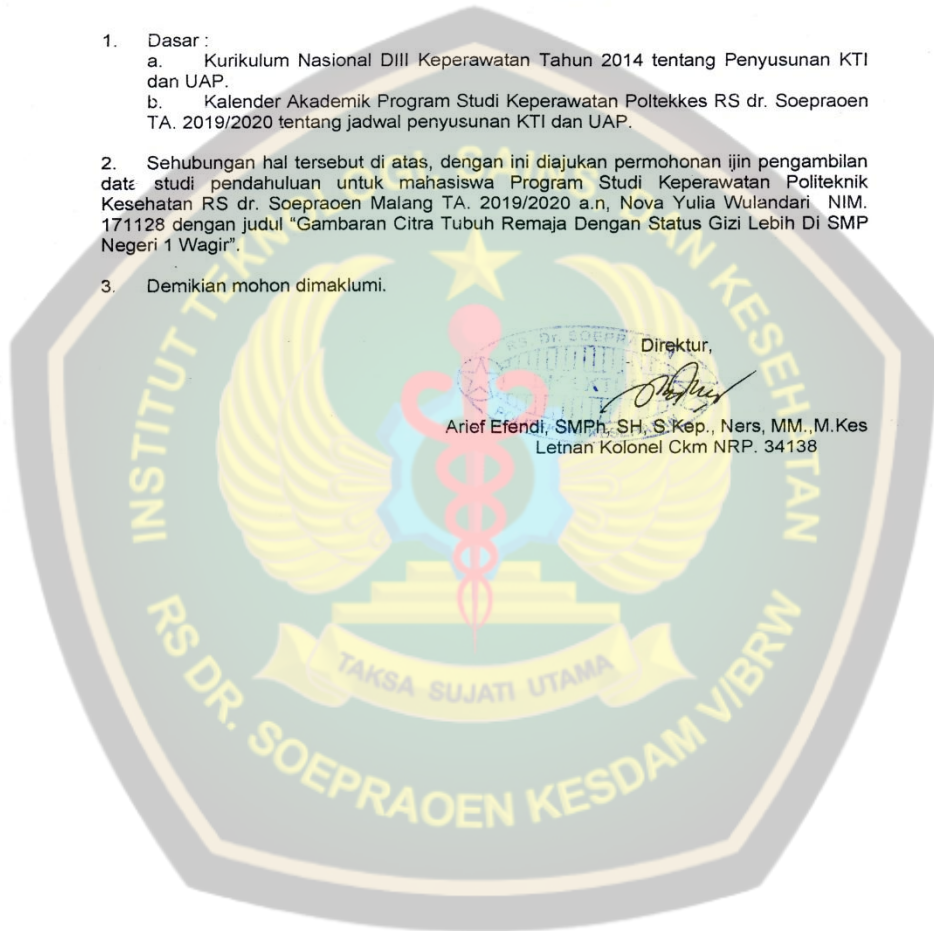 1. Dasar :
a. Kurikulum Nasional DIII Keperawatan Tahun 2014 tentang Penyusunan KTI
dan UAP.
b. Kalender Akademik Program Studi Keperawatan Poltekkes RS dr. Soepraoen
TA. 2019/2020 tentang jadwal penyusunan KTI dan UAP.
2. Sehubungan hal tersebut di atas, dengan ini diajukan permohonan ijin pengambilan
data studi pendahuluan untuk mahasiswa Program Studi Keperawatan Politeknik
Kesehatan RS dr. Soepraoen Malang TA. 2019/2020 a.n, Nova Yulia Wulandari NIM.
171128 dengan judul “Gambaran Citra Tubuh Remaja Dengan Status Gizi Lebih Di SMP
Negeri 1 Wagir”.
3. Demikian mohon dimaklumi.
Direktur,
RS. Dr. SOEPRA
Arief Efendi, SMPh, SH, S.Kep., Ners, MM.,M.Kes
Letnan Kolonel Ckm NRP. 34138
INSTITUT TEKNOLOGI, SAINS, DAN KESEHATAN
TAKSA SUJATI UTAMA
RS DR. SOEPRAOEN KESDAM V/BRW